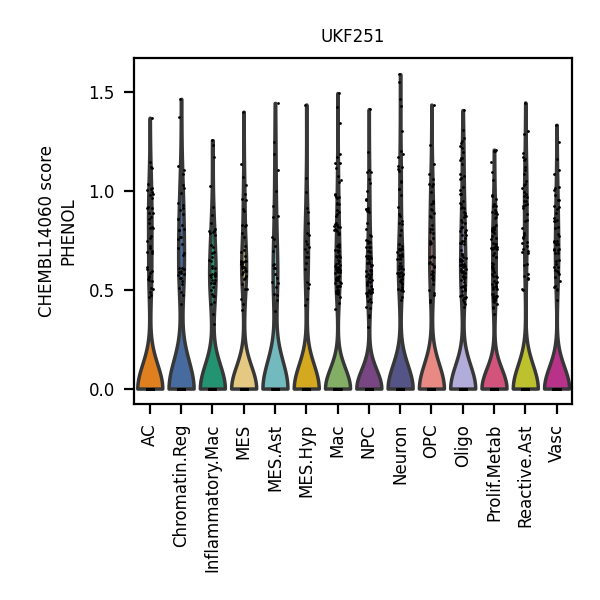 UKF251
CHEMBL14060 score
PHENOL
1.5
1.0
0.5
0.0
AC
Chromatin.Reg
Inflammatory.Mac
MES
MES.Ast
MES.Hyp
Mac
NPC
Neuron
OPC
Oligo
Prolif.Metab
Reactive.Ast
Vasc